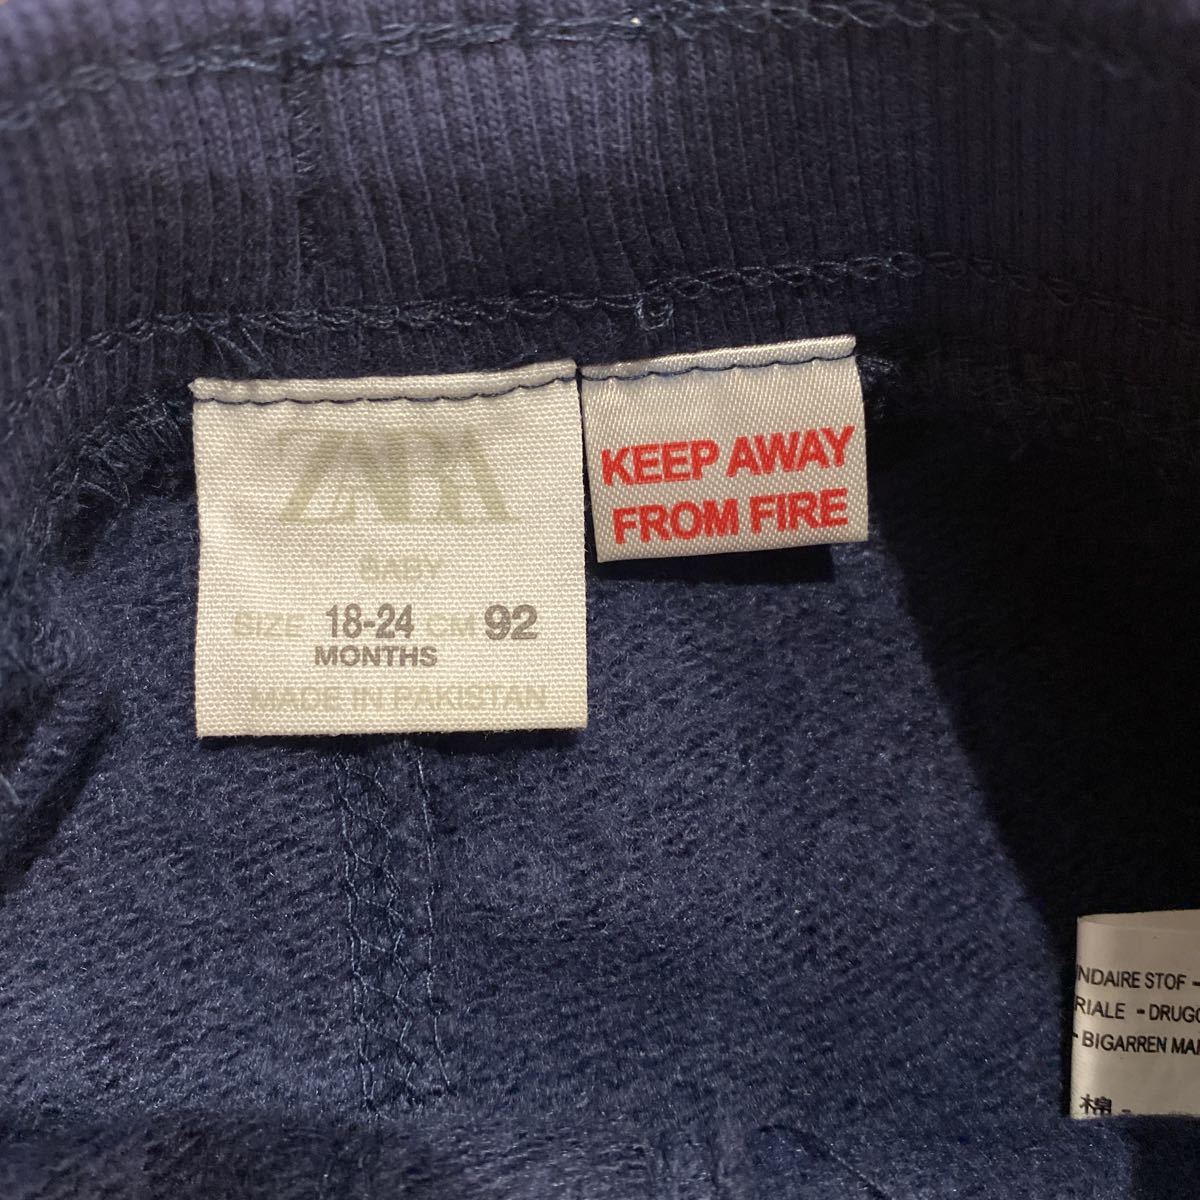 ZARA
BABY
SIZE 18-24 CM 92
MONTHS
MADE IN PAKISTAN
KEEP AWAY
FROM FIRE
NDAIRE STOF -
RIALE - DRUGO
- BIGARREN MA
棉 -